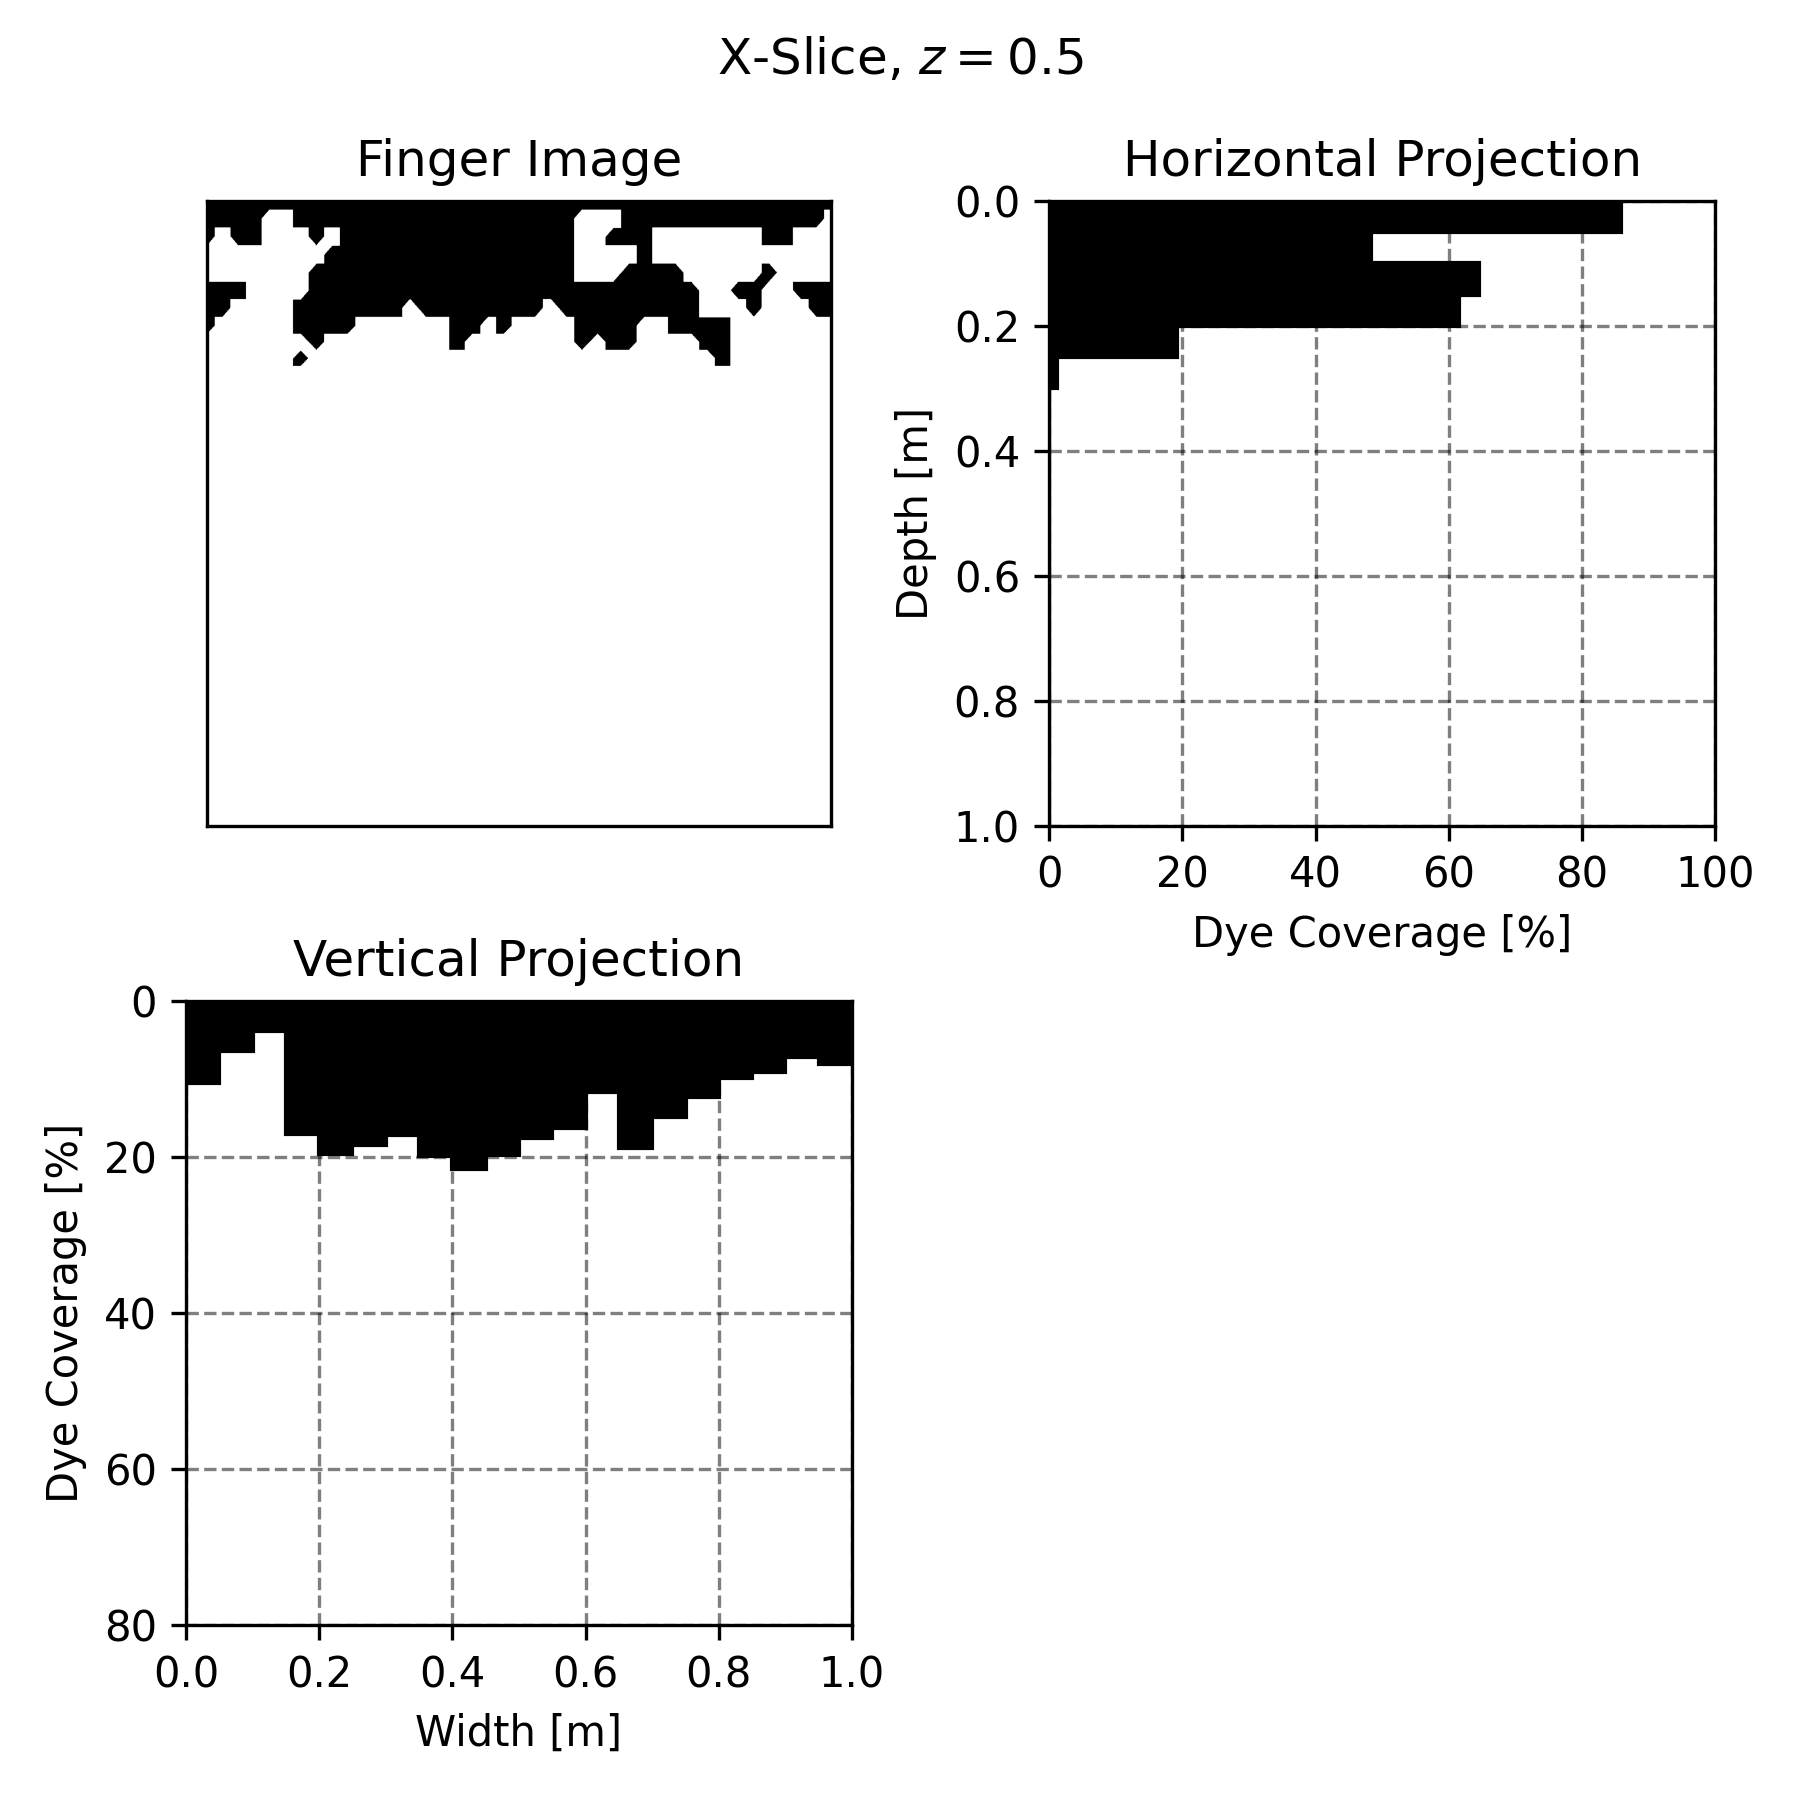 X-Slice, z = 0.5
Finger Image
Horizontal Projection
0.0
0.2
0.4
0.6
0.8
1.0
Depth [m]
0 20 40 60 80 100
Dye Coverage [%]
Vertical Projection
0
20
40
60
80
Dye Coverage [%]
0.0 0.2 0.4 0.6 0.8 1.0
Width [m]